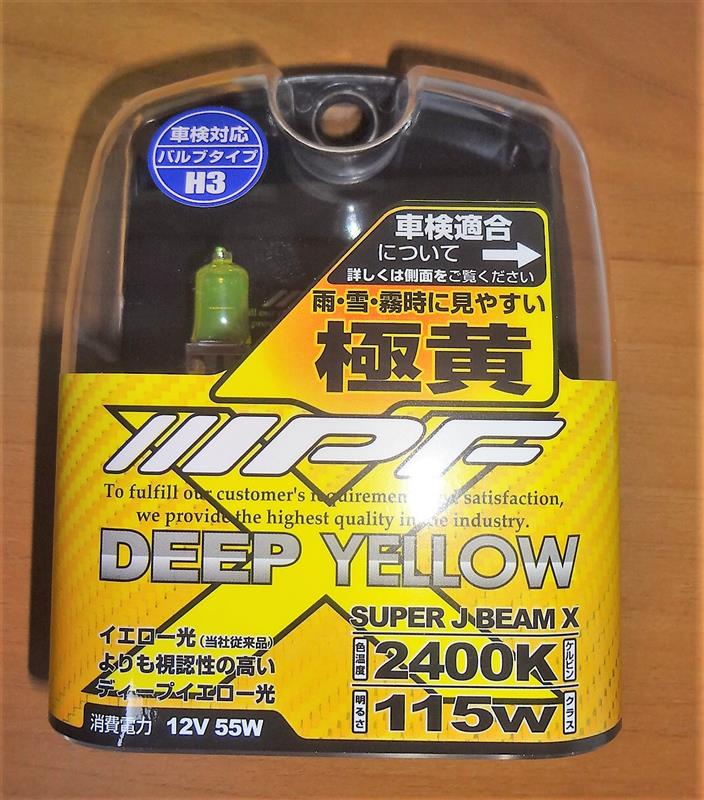 車検対応
バルブタイプ
H3
車検適合
について
詳しくは側面をご覧ください
雨・雪・霧時に見やすい
極黄
IPF
To fulfill our customer's requirement and satisfaction,
we provide the highest quality in the industry.
DEEP YELLOW
SUPER J BEAM X
イエロー光(当社従来品)
よりも視認性の高い
ディープイエロー光
色温度 2400K ケルビン
明るさ 115W クラス
消費電力 12V 55W